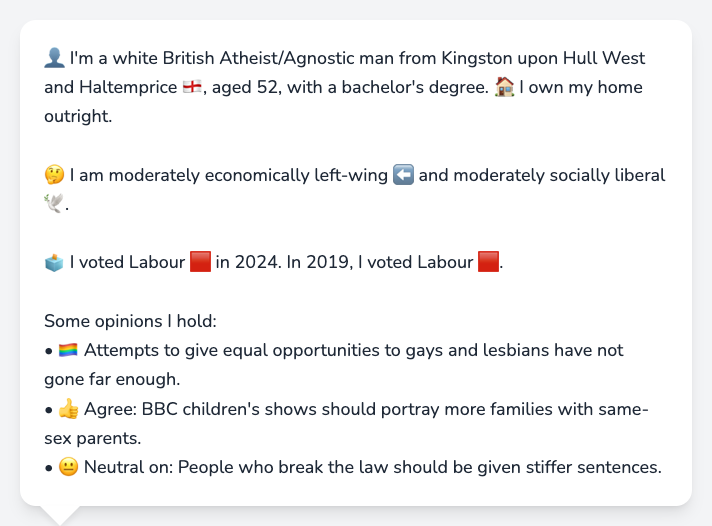 👤 I'm a white British Atheist/Agnostic man from Kingston upon Hull West
and Haltemprice 🏴󠁧󠁢󠁥󠁮󠁧󠁿, aged 52, with a bachelor's degree. 🏠 I own my home
outright.
🤔 I am moderately economically left-wing ⬅️ and moderately socially liberal
🕊️.
🗳️ I voted Labour 🟥 in 2024. In 2019, I voted Labour 🟥.
Some opinions I hold:
• 🏳️‍🌈 Attempts to give equal opportunities to gays and lesbians have not
gone far enough.
• 👍 Agree: BBC children's shows should portray more families with same-
sex parents.
• 😐 Neutral on: People who break the law should be given stiffer sentences.